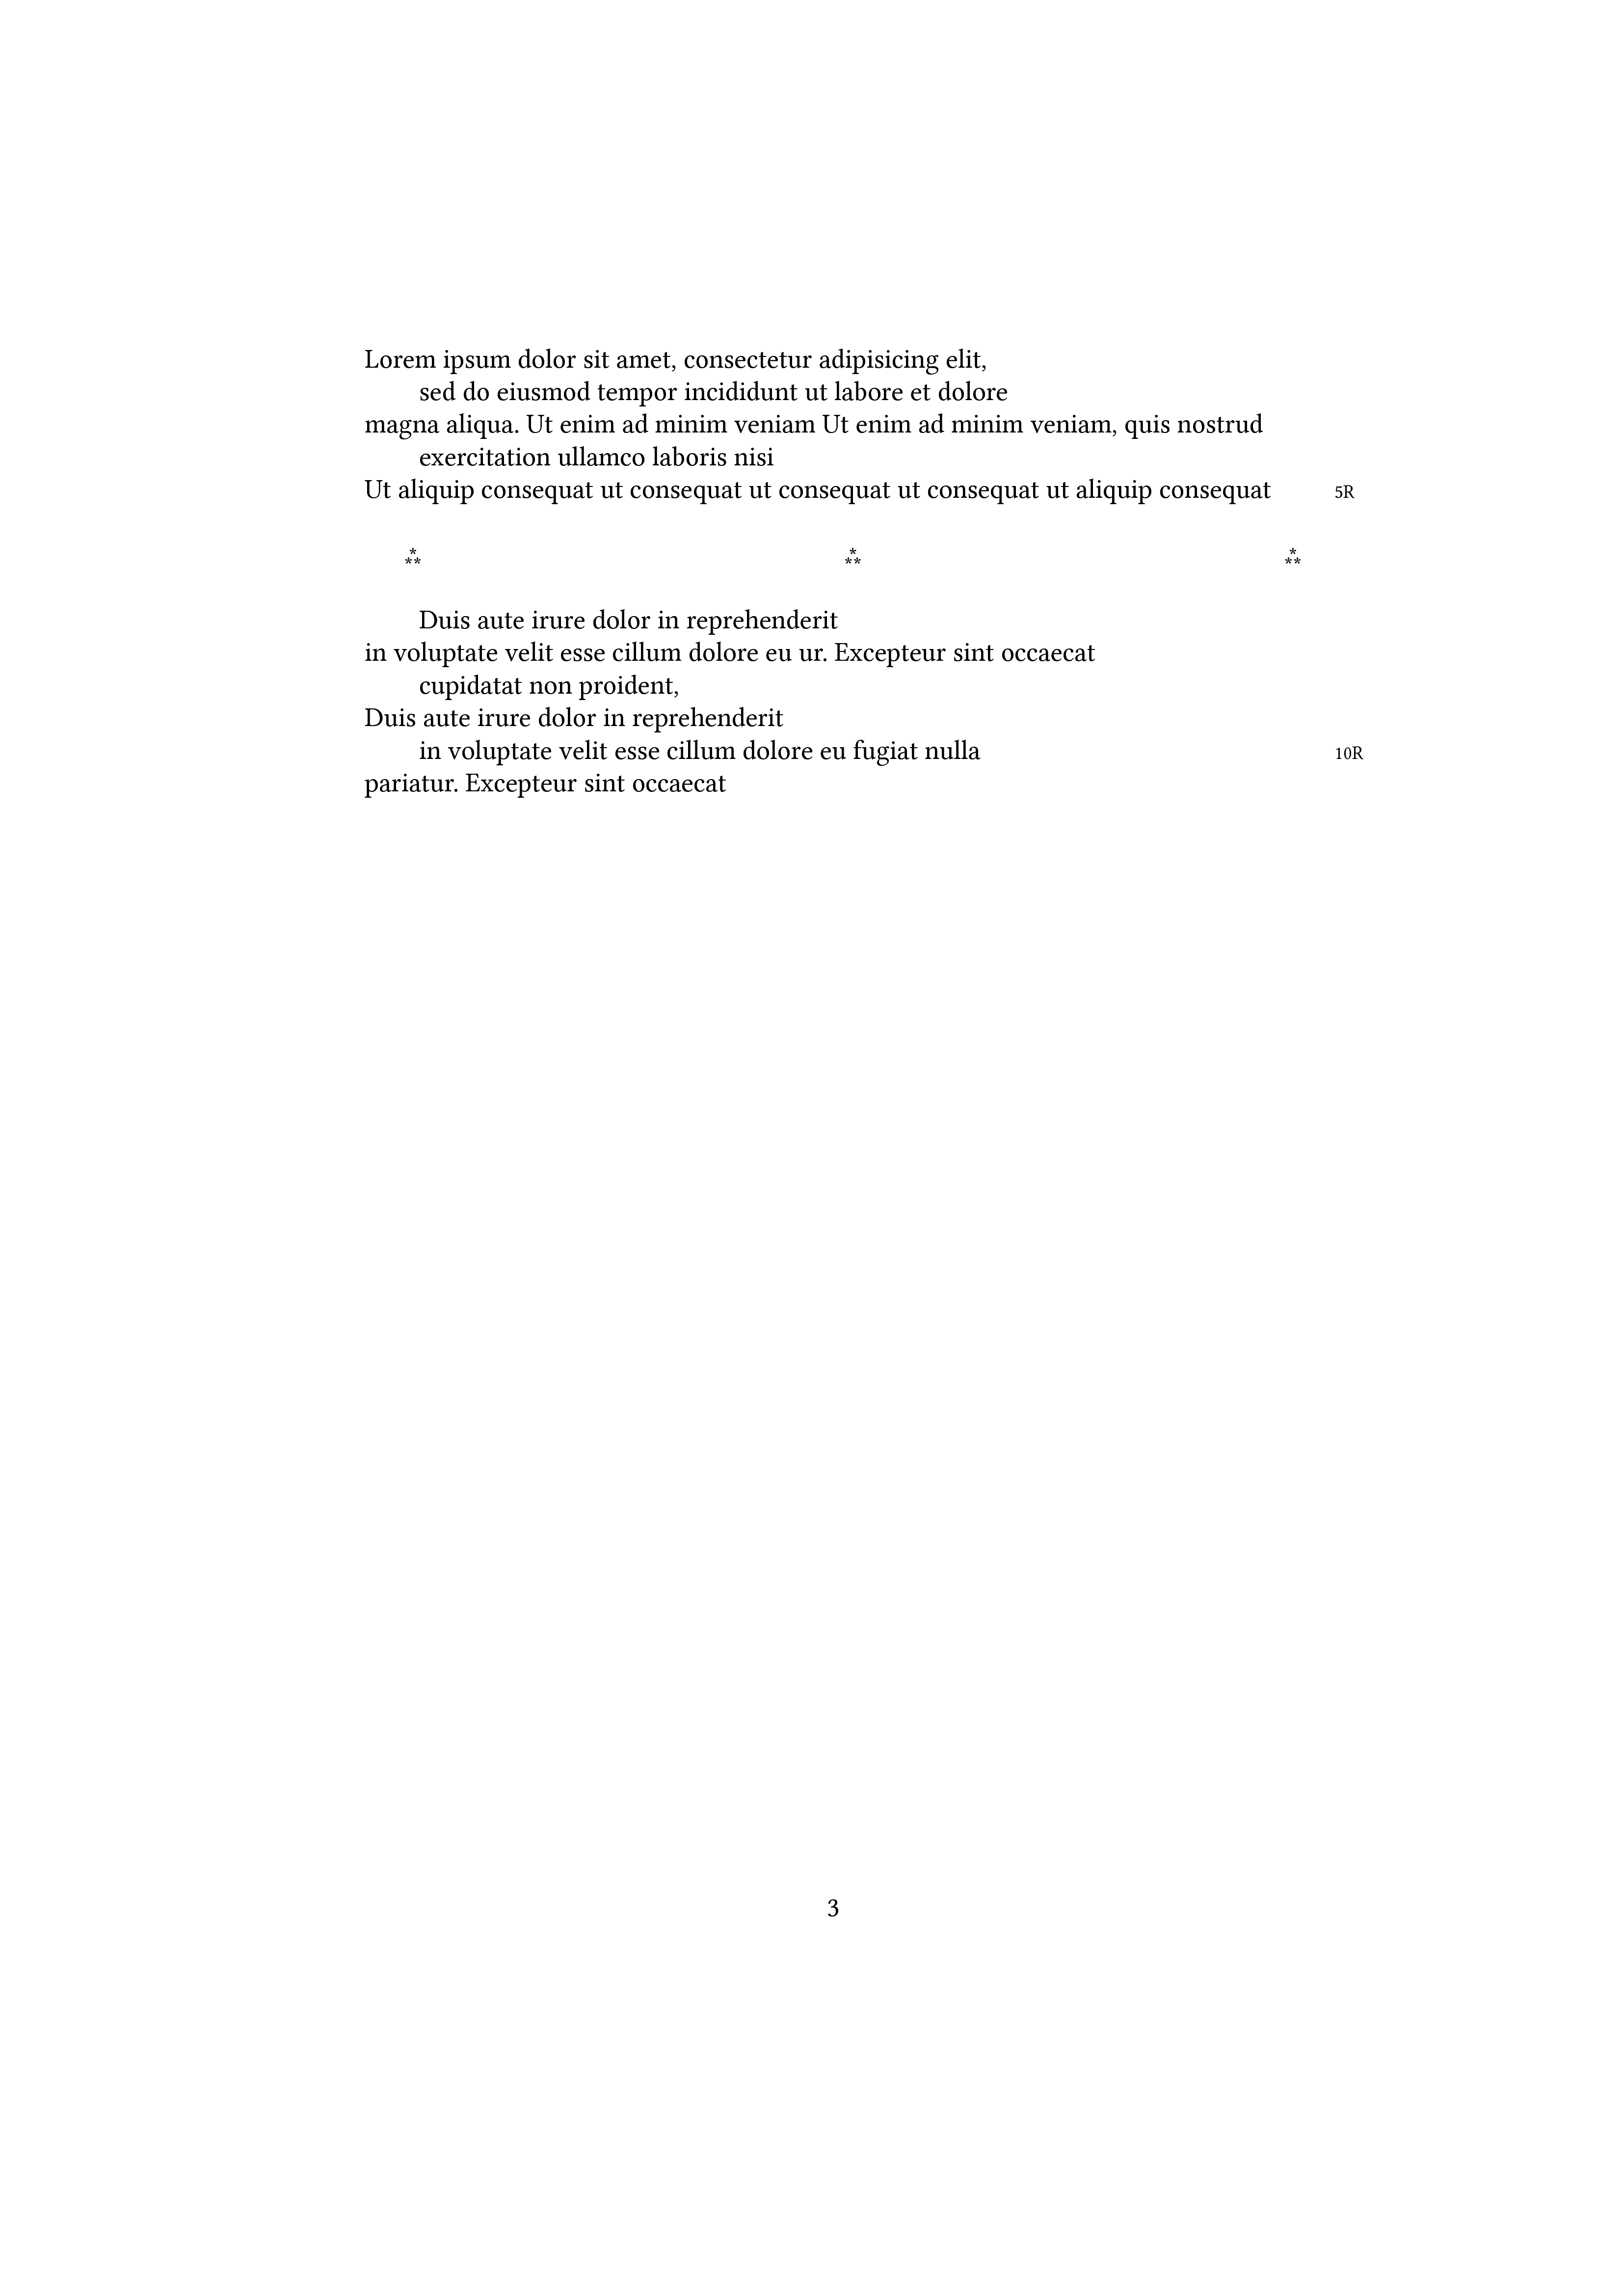 Lorem ipsum dolor sit amet, consectetur adipisicing elit,
sed do eiusmod tempor incididunt ut labore et dolore
magna aliqua. Ut enim ad minim veniam Ut enim ad minim veniam, quis nostrud
exercitation ullamco laboris nisi
Ut aliquip consequat ut consequat ut consequat ut consequat ut aliquip consequat 5R
⁂ ⁂ ⁂
Duis aute irure dolor in reprehenderit
in voluptate velit esse cillum dolore eu ur. Excepteur sint occaecat
cupidatat non proident,
Duis aute irure dolor in reprehenderit
in voluptate velit esse cillum dolore eu fugiat nulla 10R
pariatur. Excepteur sint occaecat
3